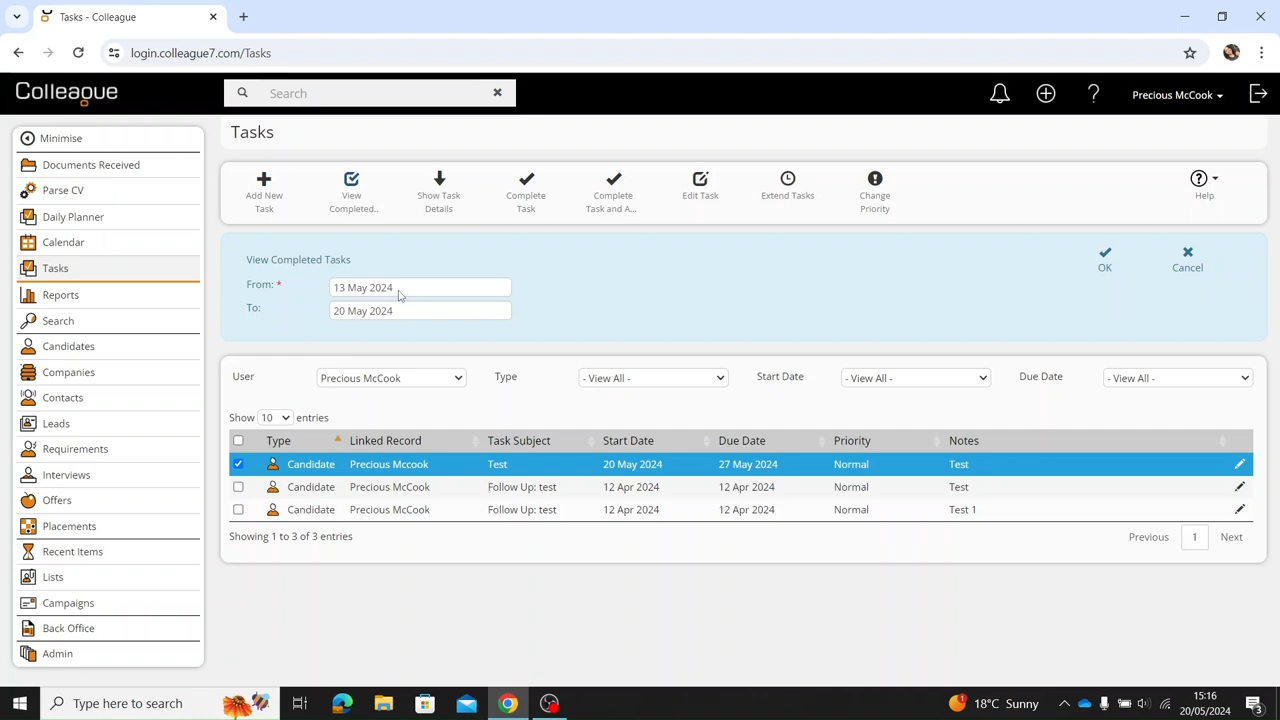 Tasks - Colleague
login.colleague7.com/Tasks
Colleague
Search
Precious McCook
Minimise
Documents Received
Parse CV
Daily Planner
Calendar
Tasks
Reports
Search
Candidates
Companies
Contacts
Leads
Requirements
Interviews
Offers
Placements
Recent Items
Lists
Campaigns
Back Office
Admin
Tasks
Add New Task
View Completed..
Show Task Details
Complete Task
Complete Task and A...
Edit Task
Extend Tasks
Change Priority
Help
View Completed Tasks
From: * 13 May 2024
To: 20 May 2024
OK
Cancel
User Precious McCook Type - View All - Start Date - View All - Due Date - View All -
Show 10 entries
Type Linked Record Task Subject Start Date Due Date Priority Notes
Candidate Precious Mccook Test 20 May 2024 27 May 2024 Normal Test
Candidate Precious McCook Follow Up: test 12 Apr 2024 12 Apr 2024 Normal Test
Candidate Precious McCook Follow Up: test 12 Apr 2024 12 Apr 2024 Normal Test 1
Showing 1 to 3 of 3 entries
Previous 1 Next
Type here to search
1
18°C Sunny
15:16
20/05/2024
3